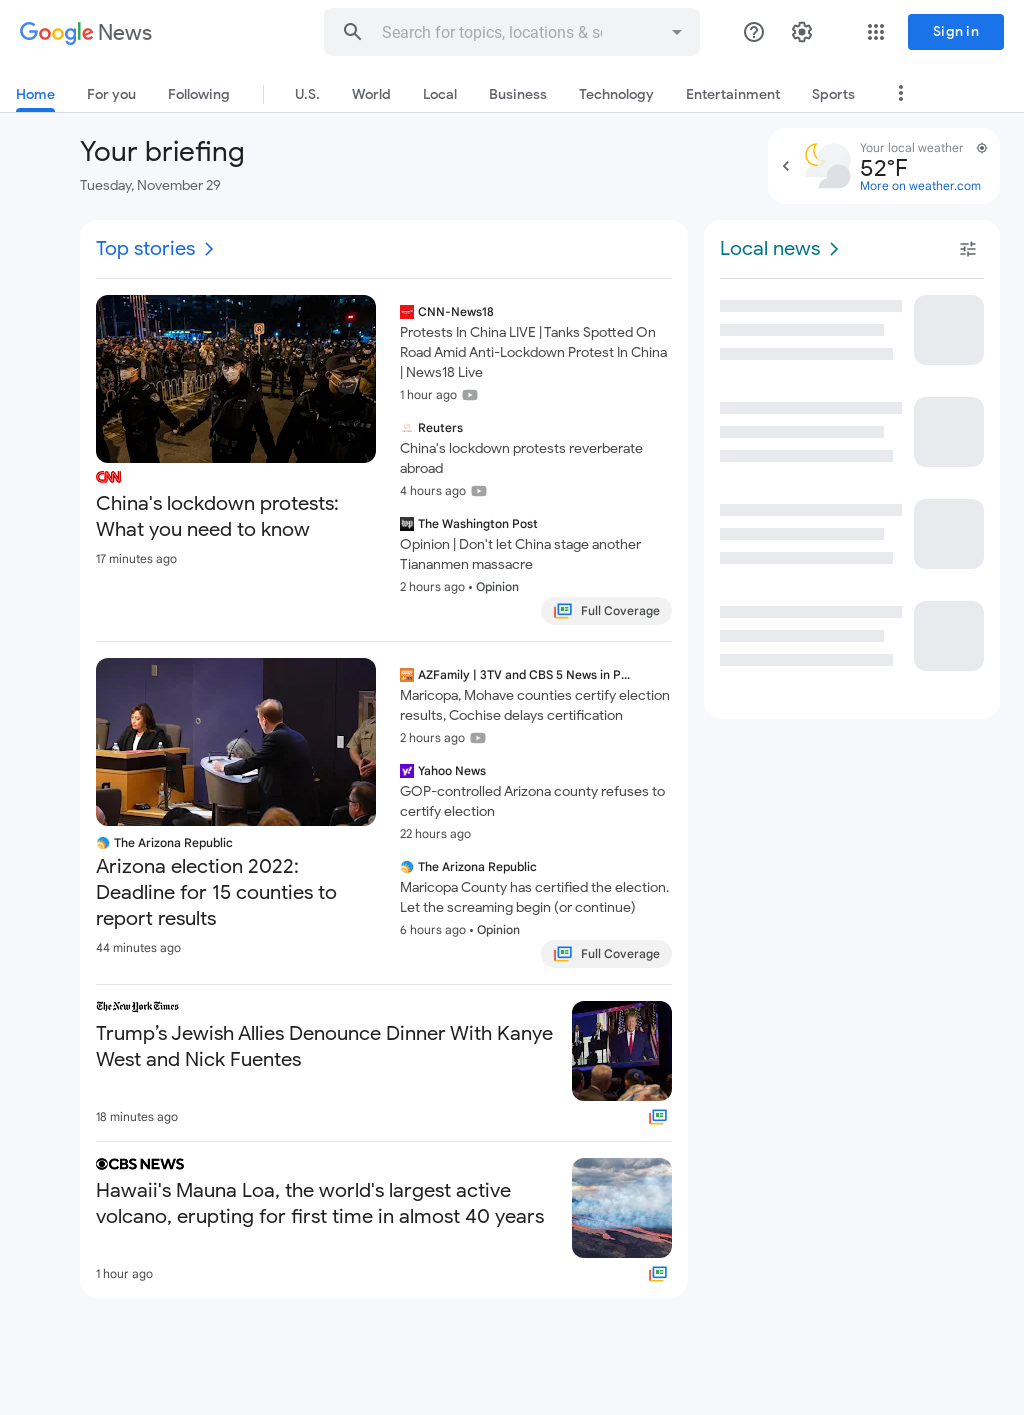 Google News
Search for topics, locations & s
Sign in
Home
For you
Following
U.S.
World
Local
Business
Technology
Entertainment
Sports
Your briefing
Tuesday, November 29
Your local weather
52°F
More on weather.com
Top stories
CNN
China's lockdown protests:
What you need to know
17 minutes ago
CNN-News18
Protests In China LIVE | Tanks Spotted On
Road Amid Anti-Lockdown Protest In China
| News18 Live
1 hour ago
Reuters
China's lockdown protests reverberate
abroad
4 hours ago
The Washington Post
Opinion | Don't let China stage another
Tiananmen massacre
2 hours ago • Opinion
Full Coverage
The Arizona Republic
Arizona election 2022:
Deadline for 15 counties to
report results
44 minutes ago
AZFamily | 3TV and CBS 5 News in P...
Maricopa, Mohave counties certify election
results, Cochise delays certification
2 hours ago
Yahoo News
GOP-controlled Arizona county refuses to
certify election
22 hours ago
The Arizona Republic
Maricopa County has certified the election.
Let the screaming begin (or continue)
6 hours ago • Opinion
Full Coverage
The New York Times
Trump’s Jewish Allies Denounce Dinner With Kanye
West and Nick Fuentes
18 minutes ago
CBS NEWS
Hawaii's Mauna Loa, the world's largest active
volcano, erupting for first time in almost 40 years
1 hour ago
Local news